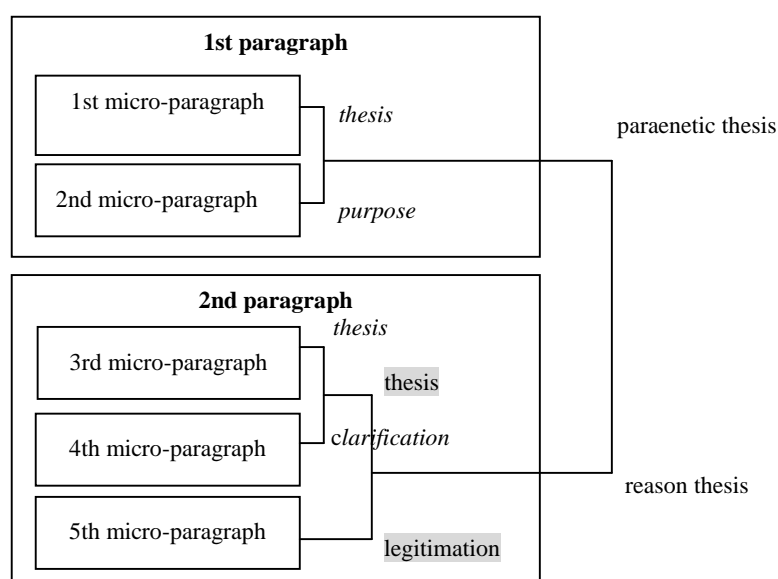 1st paragraph
1st micro-paragraph
thesis
paraenetic thesis
2nd micro-paragraph
purpose
2nd paragraph
thesis
3rd micro-paragraph
thesis
clarification
4th micro-paragraph
reason thesis
5th micro-paragraph
legitimation